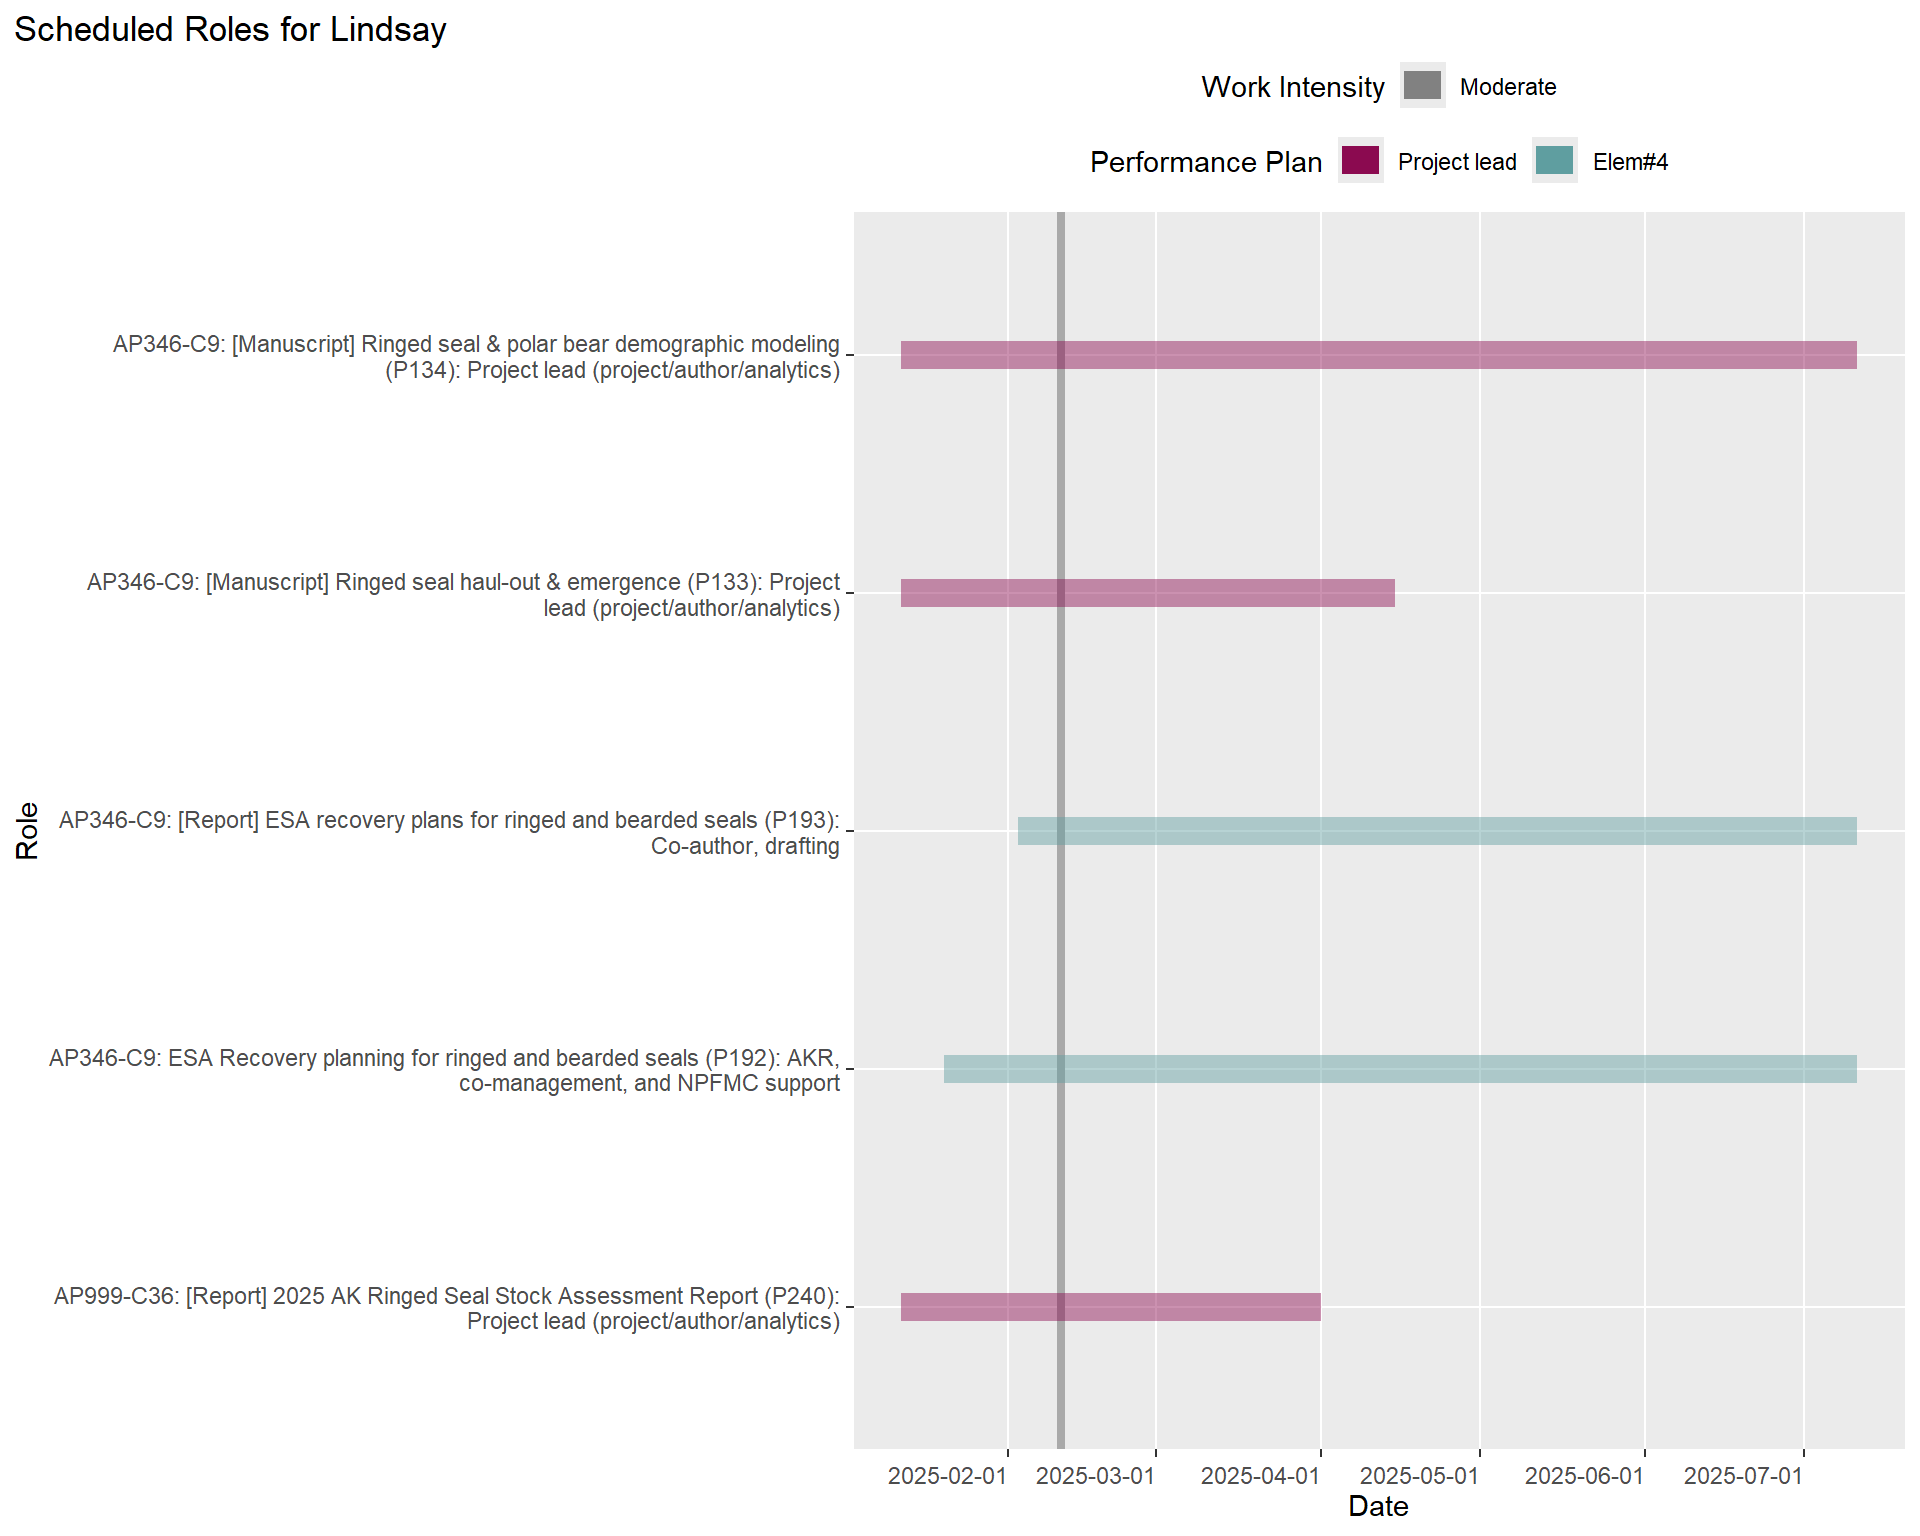 Scheduled Roles for Lindsay
Work Intensity Moderate
Performance Plan Project lead Elem#4
AP346-C9: [Manuscript] Ringed seal & polar bear demographic modeling
(P134): Project lead (project/author/analytics)
AP346-C9: [Manuscript] Ringed seal haul-out & emergence (P133): Project
lead (project/author/analytics)
Role
AP346-C9: [Report] ESA recovery plans for ringed and bearded seals (P193):
Co-author, drafting
AP346-C9: ESA Recovery planning for ringed and bearded seals (P192): AKR,
co-management, and NPFMC support
AP999-C36: [Report] 2025 AK Ringed Seal Stock Assessment Report (P240):
Project lead (project/author/analytics)
2025-02-01 2025-03-01 2025-04-01 2025-05-01 2025-06-01 2025-07-01
Date